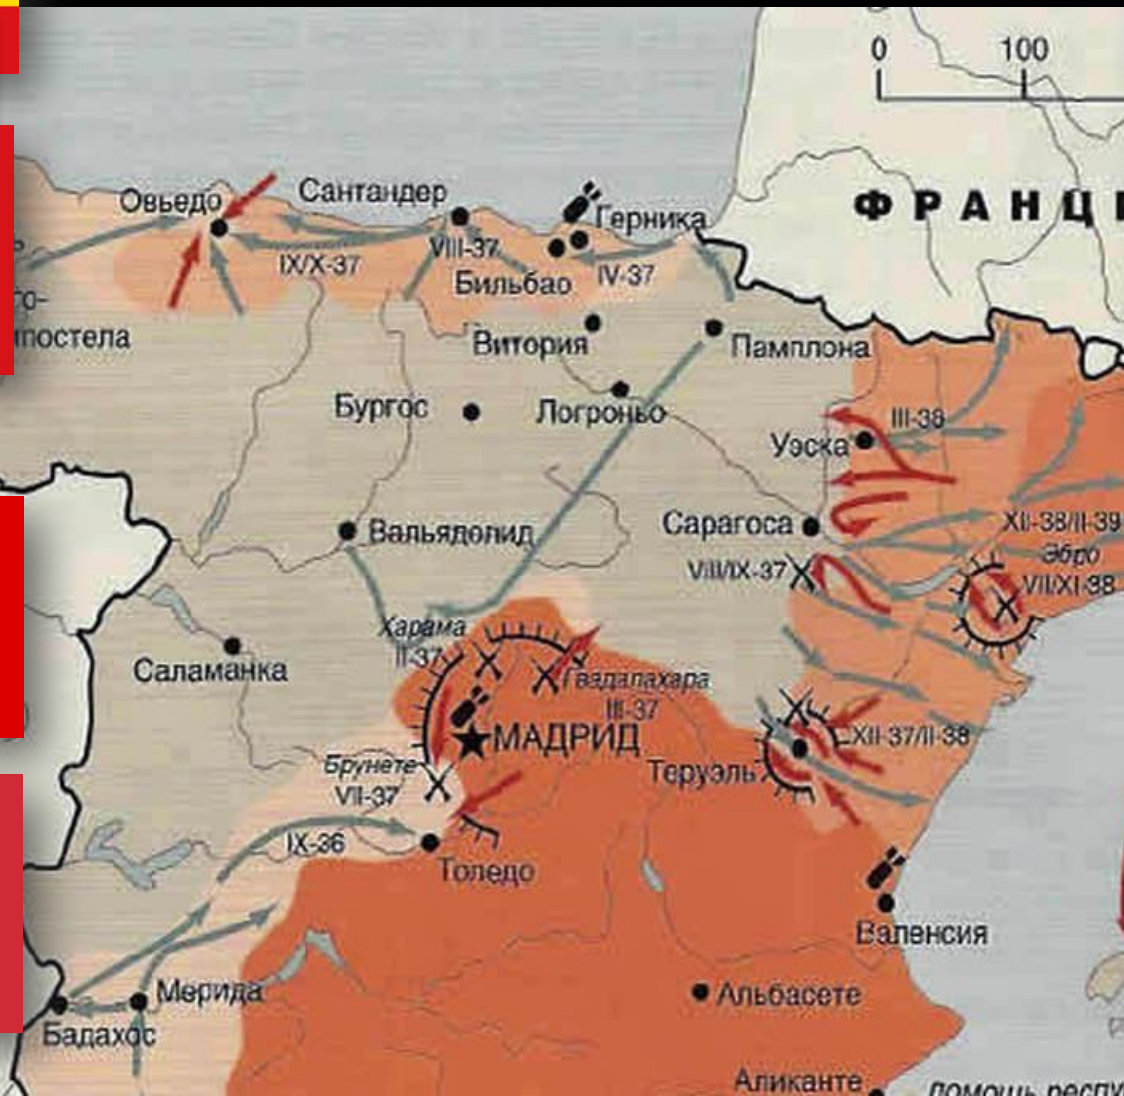 0 100
Овьедо
Сантандер
Герника
ФРАНЦ
VIII-37
IX/X-37
IV-37
Бильбао
го-
постела
Витория
Памплона
Бургос
Логроньо
III-38
Уэска
Сарагоса
XII-38/II-39
Вальядолид
Эбро
VIII/IX-37
VII/XI-38
Харама
II-37
Саламанка
Гвадалахара
III-37
МАДРИД
XII-37/II-38
Брунете
VII-37
Теруэль
IX-36
Толедо
Валенсия
Мерида
Альбасете
Бадахос
Аликанте
помощь респу